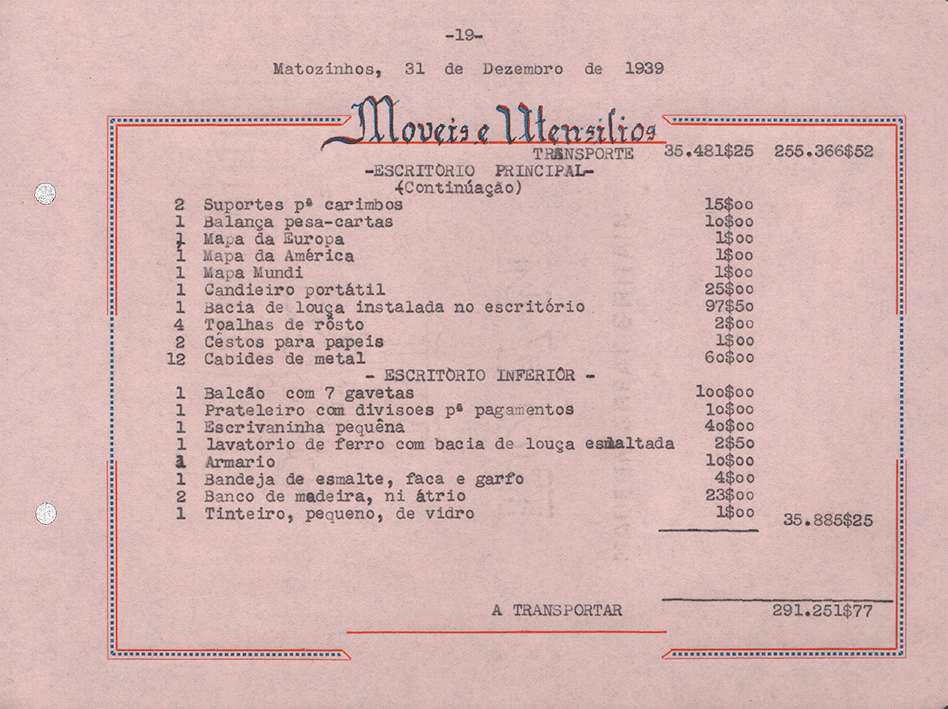 -19-
Matozinhos, 31 de Dezembro de 1939
Moveis e Utensilios
TRANSPORTE 35.481$25 255.366$52
-ESCRITÒRIO PRINCIPAL-
(Continúação)
2 Suportes pª carimbos 15$oo
1 Balança pesa-cartas 1o$oo
1 Mapa da Europa 1$oo
1 Mapa da América 1$oo
1 Mapa Mundi 1$oo
1 Candieiro portátil 25$oo
1 Bacia de louça instalada no escritório 97$5o
4 Toalhas de rôsto 2$oo
2 Cêstos para papeis 1$oo
12 Cabides de metal 6o$oo
- ESCRITÓRIO INFERIÓR -
1 Balcão com 7 gavetas 1oo$oo
1 Prateleiro com divisoes pª pagamentos 1o$oo
1 Escrivaninha pequêna 4o$oo
1 lavatorio de ferro com bacia de louça esmaltada 2$5o
1 Armario 1o$oo
1 Bandeja de esmalte, faca e garfo 4$oo
2 Banco de madeira, ni átrio 23$oo
1 Tinteiro, pequeno, de vidro 1$oo 35.885$25
A TRANSPORTAR 291.251$77